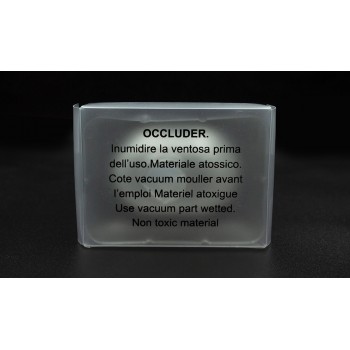 OCCLUDER.
Inumidire la ventosa prima
dell'uso,Materiale atossico.
Cote vacuum mouller avant
l'emploi Materiel atoxigue
Use vacuum part wetted.
Non toxic material